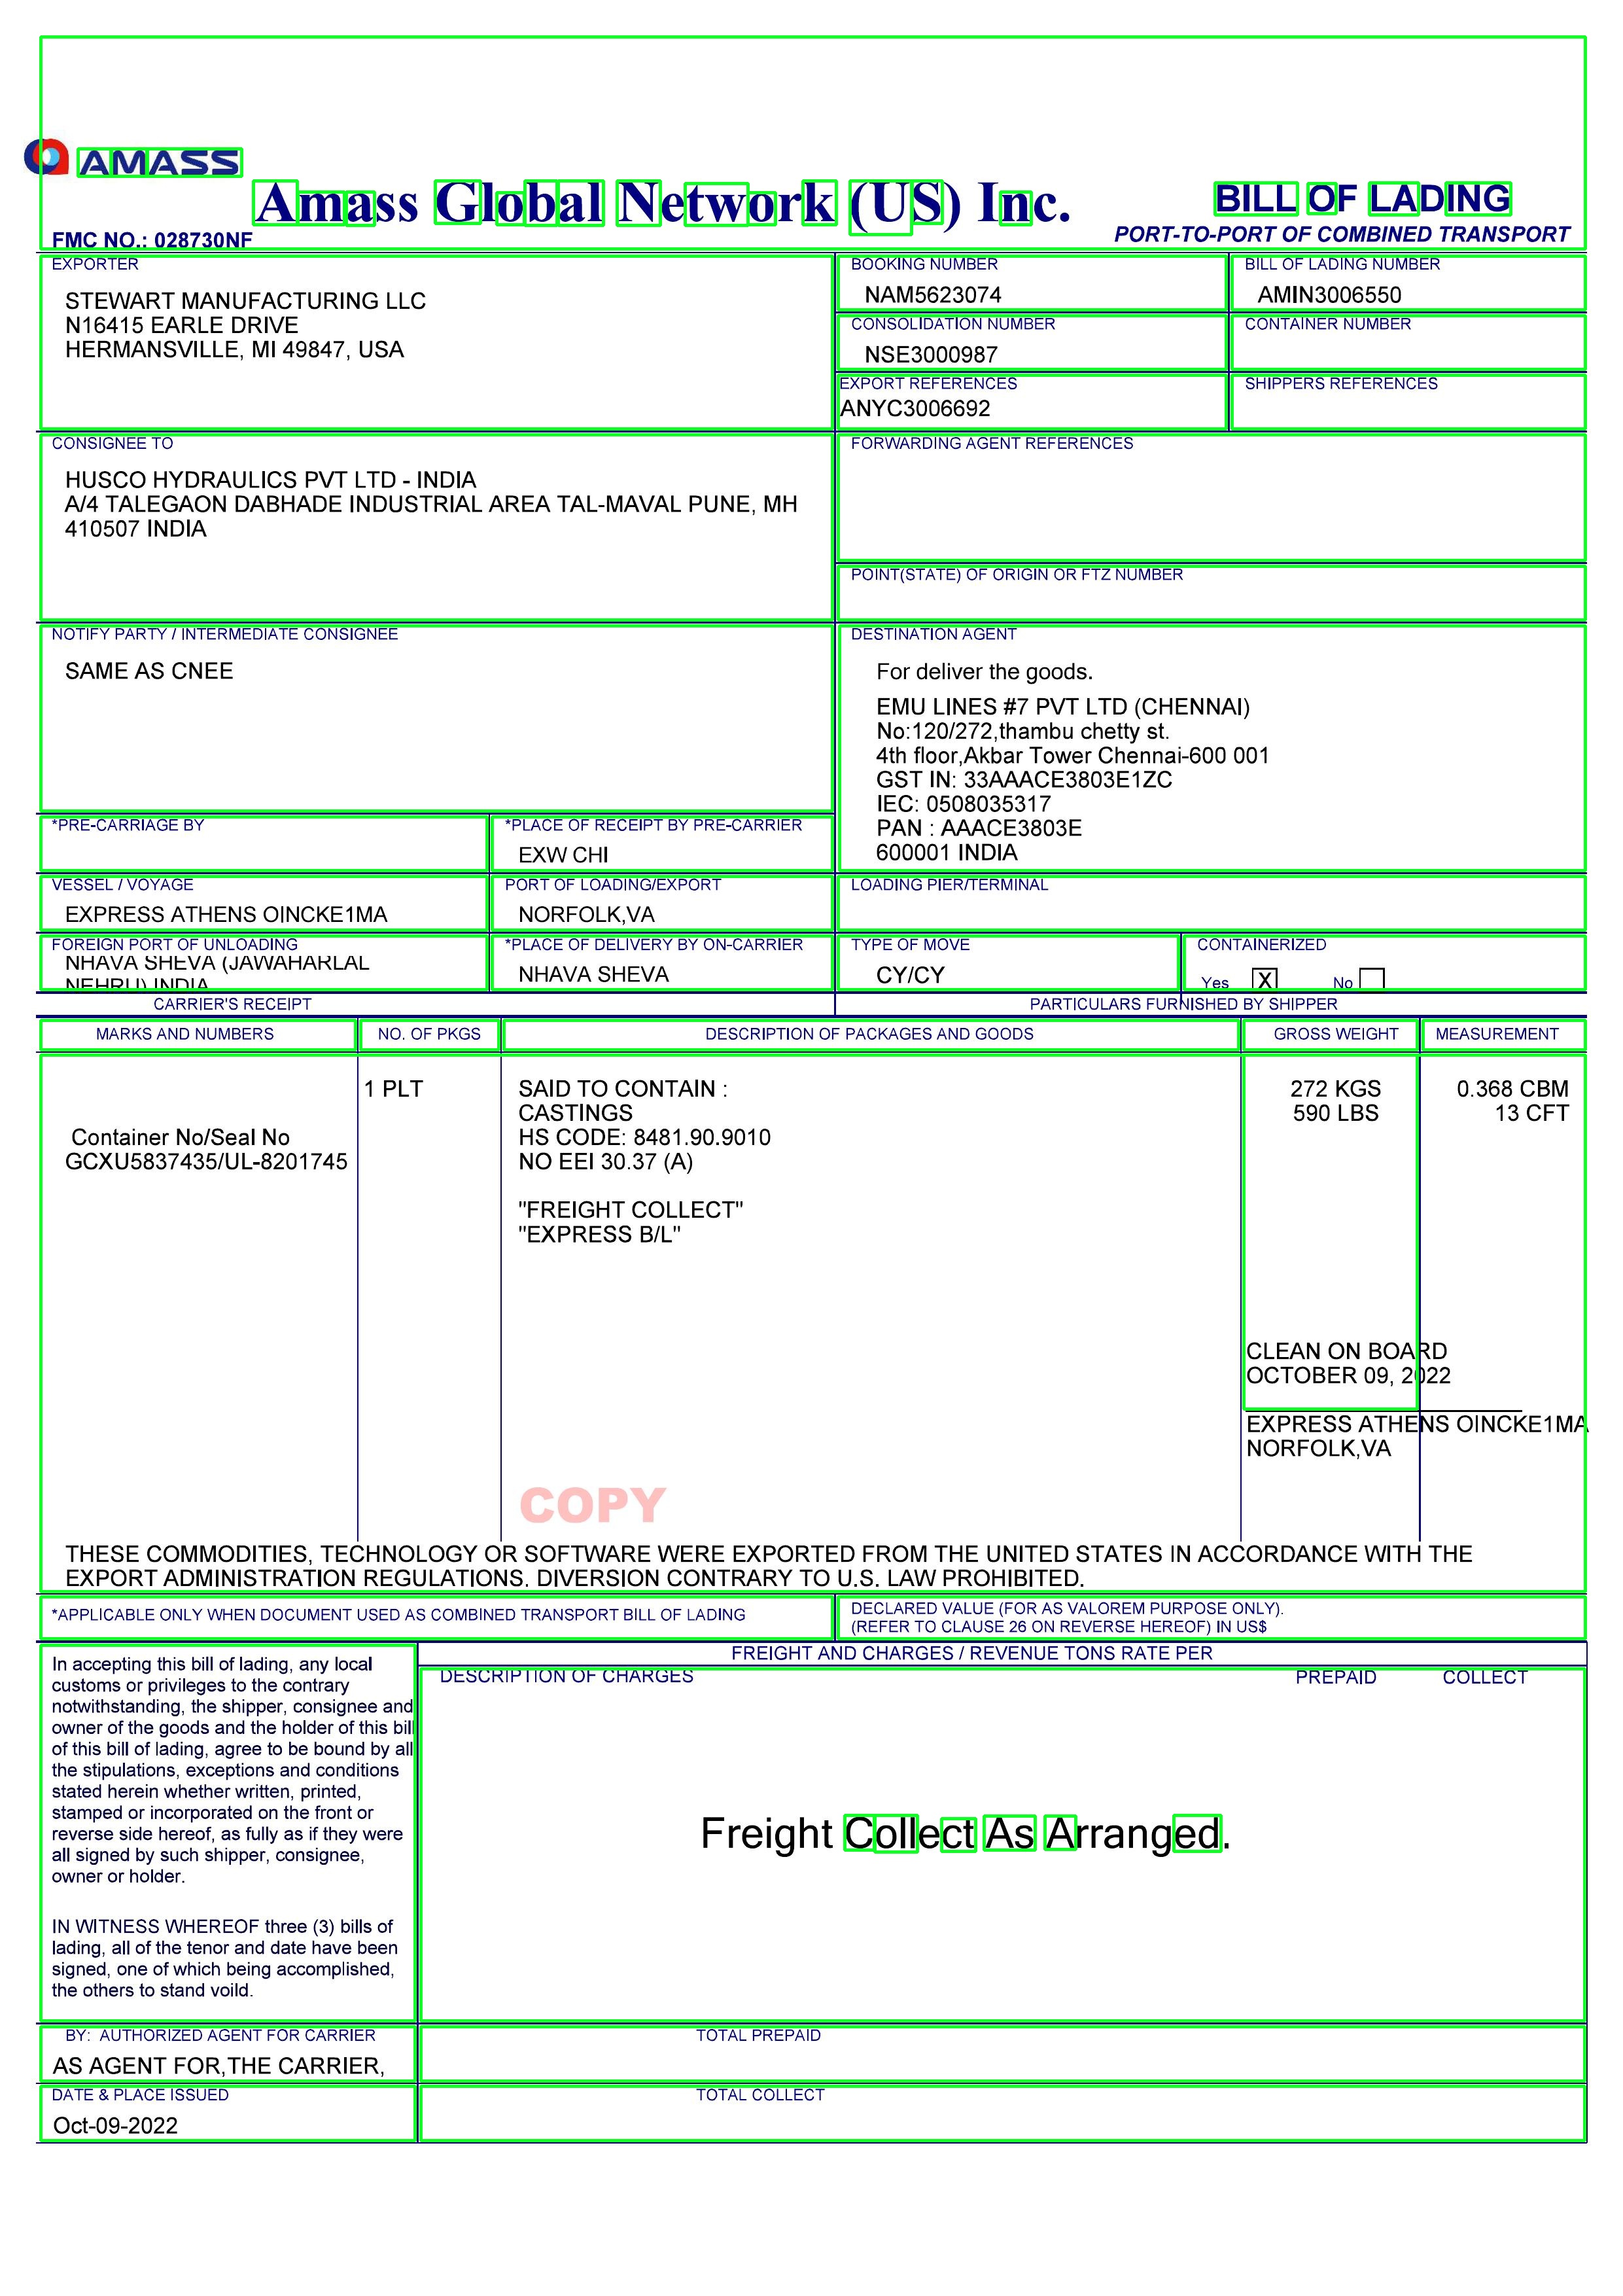 AMASS
Amass Global Network (US) Inc.
BILL OF LADING
FMC NO.: 028730NF
PORT-TO-PORT OF COMBINED TRANSPORT
EXPORTER
STEWART MANUFACTURING LLC
N16415 EARLE DRIVE
HERMANSVILLE, MI 49847, USA
BOOKING NUMBER
NAM5623074
BILL OF LADING NUMBER
AMIN3006550
CONSOLIDATION NUMBER
NSE3000987
CONTAINER NUMBER
EXPORT REFERENCES
ANYC3006692
SHIPPERS REFERENCES
CONSIGNEE TO
HUSCO HYDRAULICS PVT LTD - INDIA
A/4 TALEGAON DABHADE INDUSTRIAL AREA TAL-MAVAL PUNE, MH
410507 INDIA
FORWARDING AGENT REFERENCES
POINT(STATE) OF ORIGIN OR FTZ NUMBER
NOTIFY PARTY / INTERMEDIATE CONSIGNEE
SAME AS CNEE
DESTINATION AGENT
For deliver the goods.
EMU LINES #7 PVT LTD (CHENNAI)
No:120/272,thambu chetty st.
4th floor,Akbar Tower Chennai-600 001
GST IN: 33AAACE3803E1ZC
IEC: 0508035317
PAN : AAACE3803E
600001 INDIA
*PRE-CARRIAGE BY
*PLACE OF RECEIPT BY PRE-CARRIER
EXW CHI
VESSEL / VOYAGE
EXPRESS ATHENS OINCKE1MA
PORT OF LOADING/EXPORT
NORFOLK,VA
LOADING PIER/TERMINAL
FOREIGN PORT OF UNLOADING
NHAVA SHEVA (JAWAHARLAL
NEHRU) INDIA
*PLACE OF DELIVERY BY ON-CARRIER
NHAVA SHEVA
TYPE OF MOVE
CY/CY
CONTAINERIZED
Yes X No
CARRIER'S RECEIPT
PARTICULARS FURNISHED BY SHIPPER
MARKS AND NUMBERS
NO. OF PKGS
DESCRIPTION OF PACKAGES AND GOODS
GROSS WEIGHT
MEASUREMENT
Container No/Seal No
GCXU5837435/UL-8201745
1 PLT
SAID TO CONTAIN :
CASTINGS
HS CODE: 8481.90.9010
NO EEI 30.37 (A)
"FREIGHT COLLECT"
"EXPRESS B/L"
272 KGS
590 LBS
0.368 CBM
13 CFT
CLEAN ON BOARD
OCTOBER 09, 2022
EXPRESS ATHENS OINCKE1MA
NORFOLK,VA
COPY
THESE COMMODITIES, TECHNOLOGY OR SOFTWARE WERE EXPORTED FROM THE UNITED STATES IN ACCORDANCE WITH THE
EXPORT ADMINISTRATION REGULATIONS. DIVERSION CONTRARY TO U.S. LAW PROHIBITED.
*APPLICABLE ONLY WHEN DOCUMENT USED AS COMBINED TRANSPORT BILL OF LADING
DECLARED VALUE (FOR AS VALOREM PURPOSE ONLY).
(REFER TO CLAUSE 26 ON REVERSE HEREOF) IN US$
In accepting this bill of lading, any local
customs or privileges to the contrary
notwithstanding, the shipper, consignee and
owner of the goods and the holder of this bill
of this bill of lading, agree to be bound by all
the stipulations, exceptions and conditions
stated herein whether written, printed,
stamped or incorporated on the front or
reverse side hereof, as fully as if they were
all signed by such shipper, consignee,
owner or holder.
IN WITNESS WHEREOF three (3) bills of
lading, all of the tenor and date have been
signed, one of which being accomplished,
the others to stand voild.
FREIGHT AND CHARGES / REVENUE TONS RATE PER
DESCRIPTION OF CHARGES
PREPAID
COLLECT
Freight Collect As Arranged.
BY: AUTHORIZED AGENT FOR CARRIER
AS AGENT FOR,THE CARRIER,
TOTAL PREPAID
DATE & PLACE ISSUED
Oct-09-2022
TOTAL COLLECT